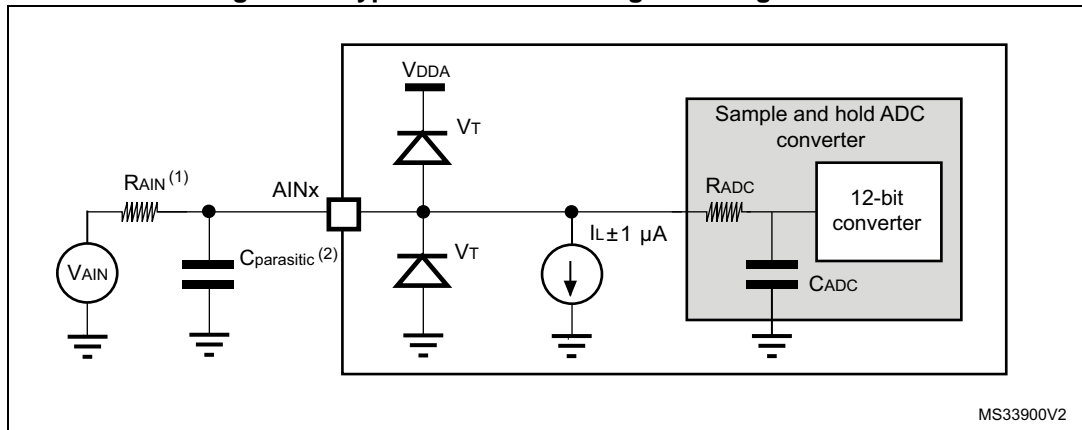 VDDA
Sample and hold ADC
converter
VT
RAIN (1)
AINx
RADC
12-bit
converter
IL±1 µA
VT
Cparasitic (2)
VAIN
CADC
MS33900V2